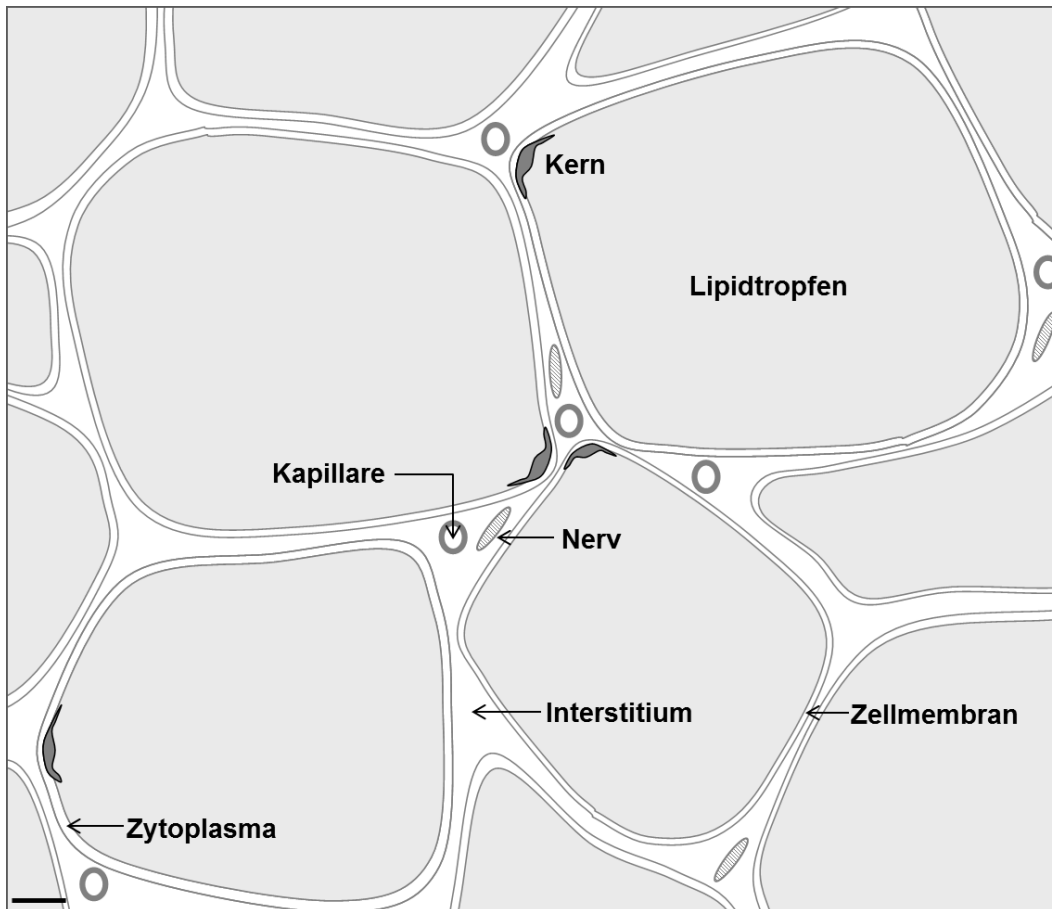 Kern
Lipidtropfen
Kapillare
Nerv
Interstitium
Zellmembran
Zytoplasma